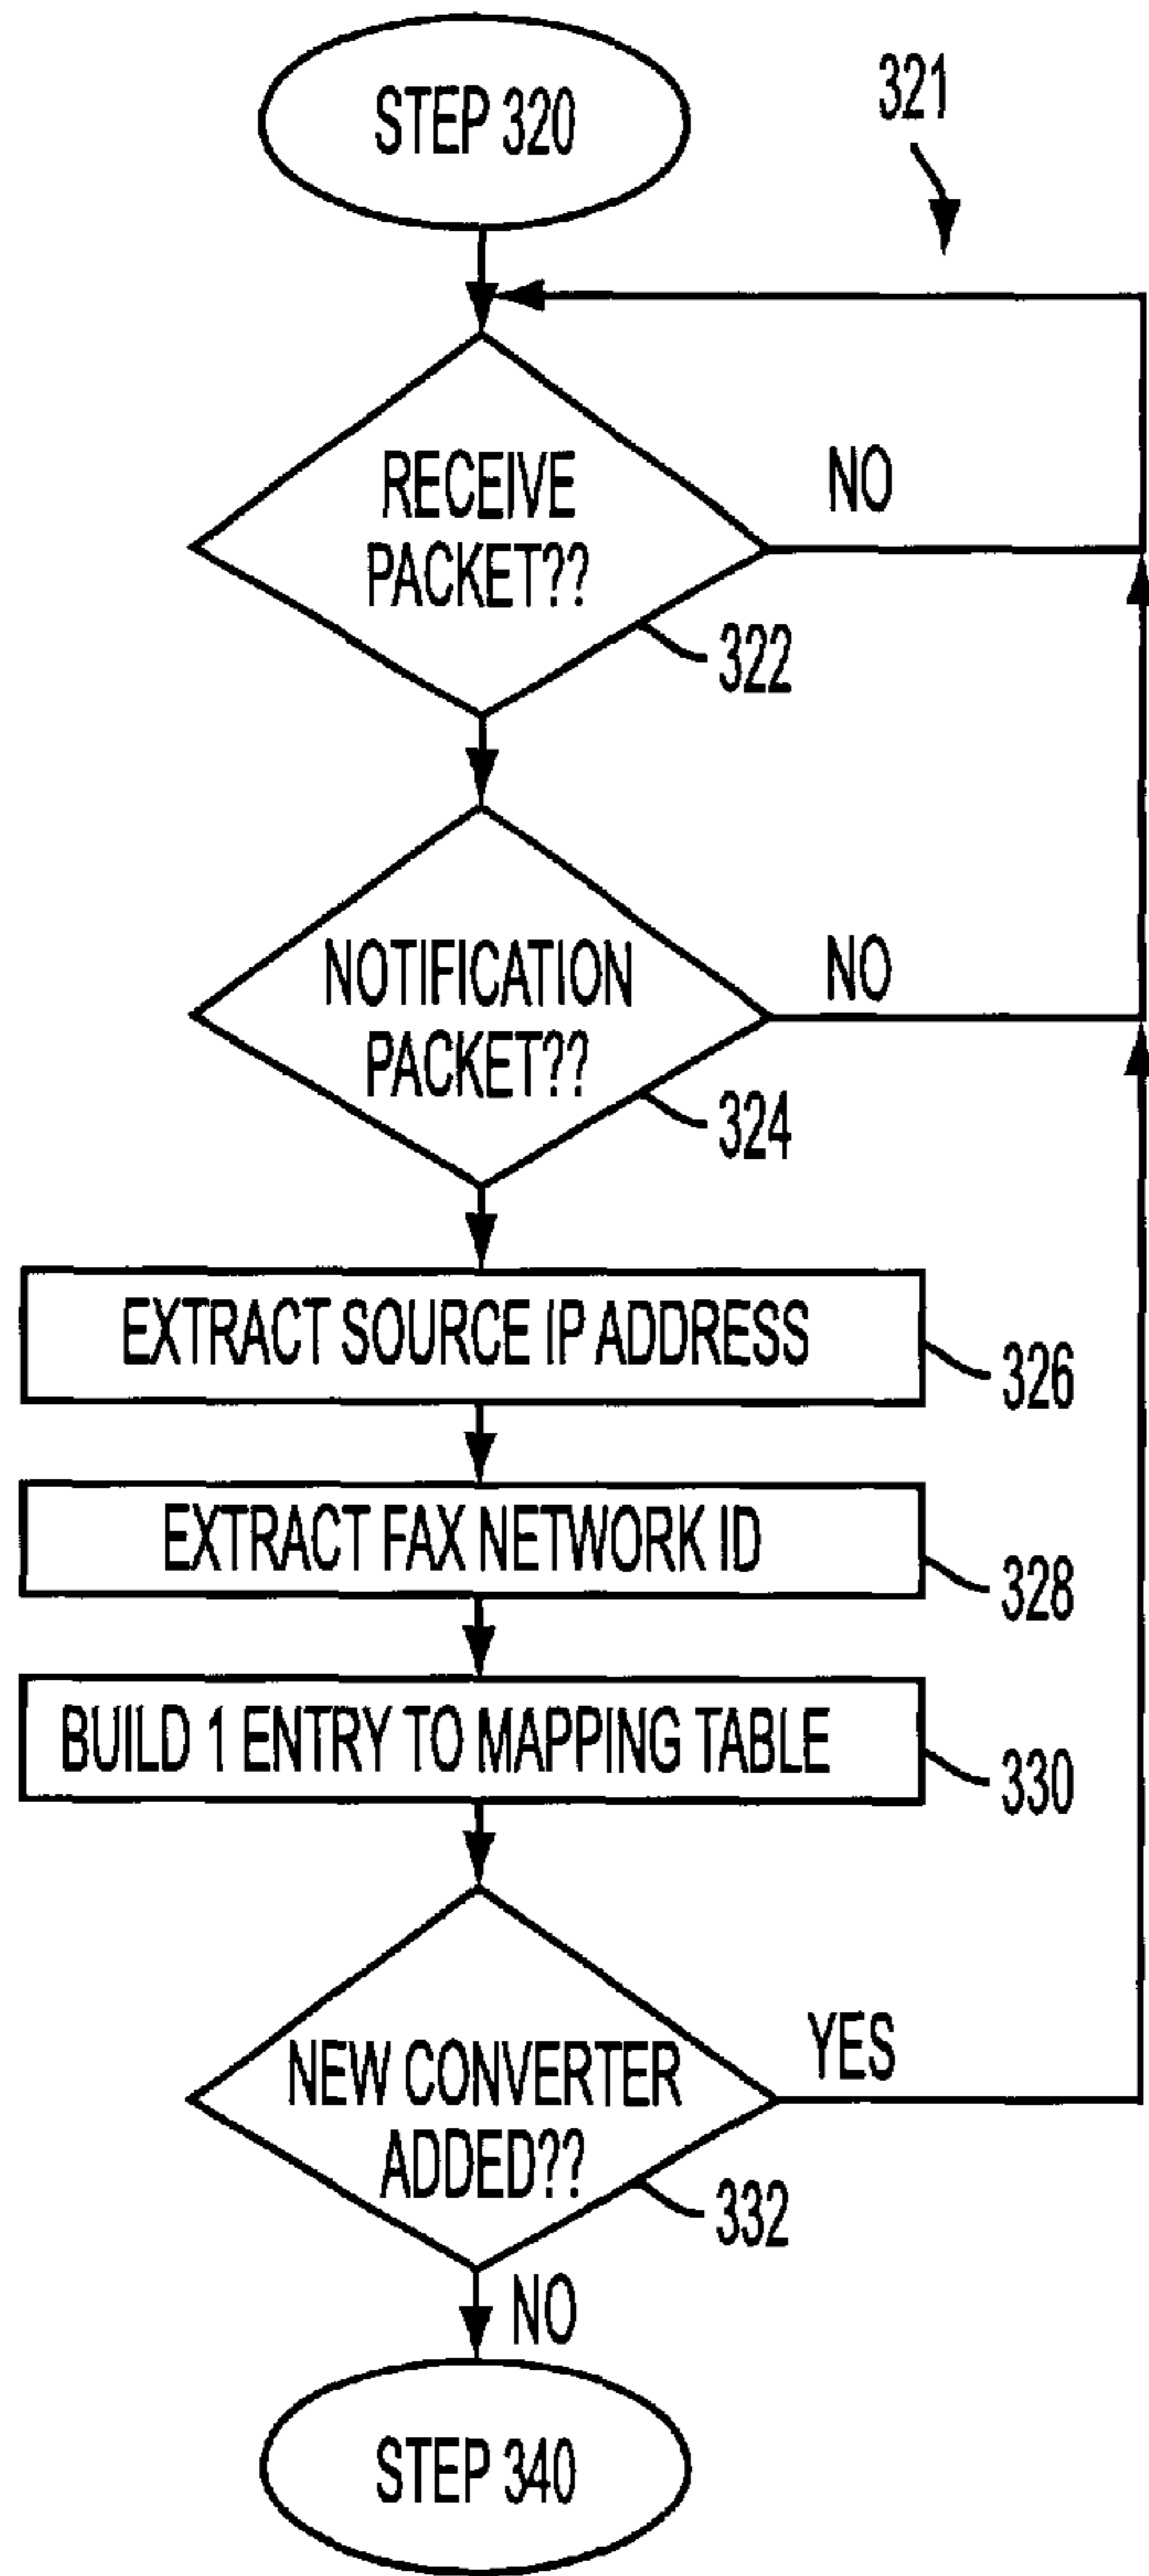 STEP 320
321
RECEIVE
PACKET??
NO
322
NOTIFICATION
PACKET??
NO
324
EXTRACT SOURCE IP ADDRESS
326
EXTRACT FAX NETWORK ID
328
BUILD 1 ENTRY TO MAPPING TABLE
330
NEW CONVERTER
ADDED??
YES
332
NO
STEP 340